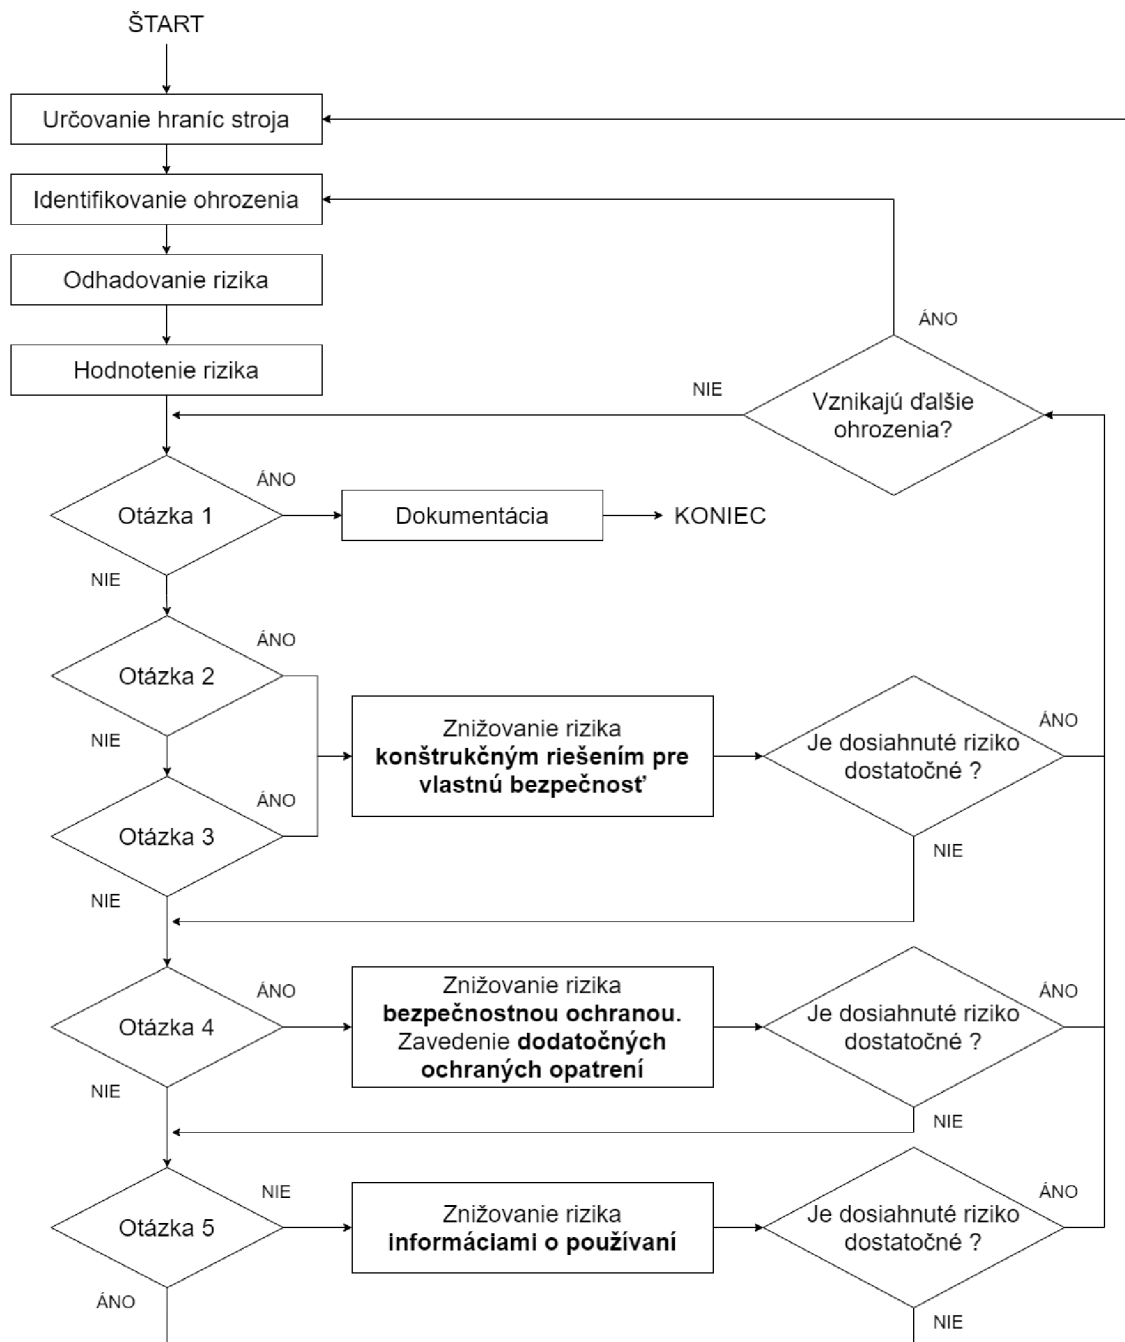 ŠTART
Určovanie hraníc stroja
Identifikovanie ohrozenia
Odhadovanie rizika
Hodnotenie rizika
ÁNO
NIE
Vznikajú ďalšie
ohrozenia?
Otázka 1
ÁNO
Dokumentácia
KONIEC
NIE
Otázka 2
ÁNO
NIE
Otázka 3
ÁNO
NIE
Znižovanie rizika
konštrukčným riešením pre
vlastnú bezpečnosť
Je dosiahnuté riziko
dostatočné ?
ÁNO
NIE
Otázka 4
ÁNO
NIE
Znižovanie rizika
bezpečnostnou ochranou.
Zavedenie dodatočných
ochraných opatrení
Je dosiahnuté riziko
dostatočné ?
ÁNO
NIE
Otázka 5
NIE
ÁNO
Znižovanie rizika
informáciami o používaní
Je dosiahnuté riziko
dostatočné ?
ÁNO
NIE